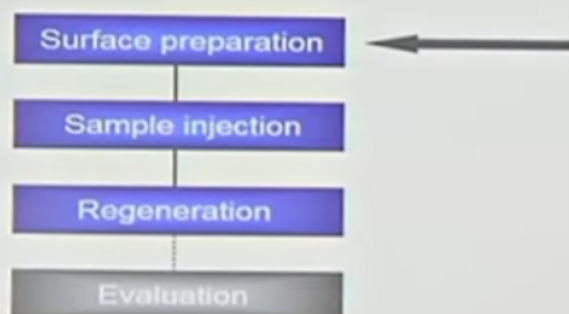 Surface preparation
Sample injection
Regeneration
Evaluation